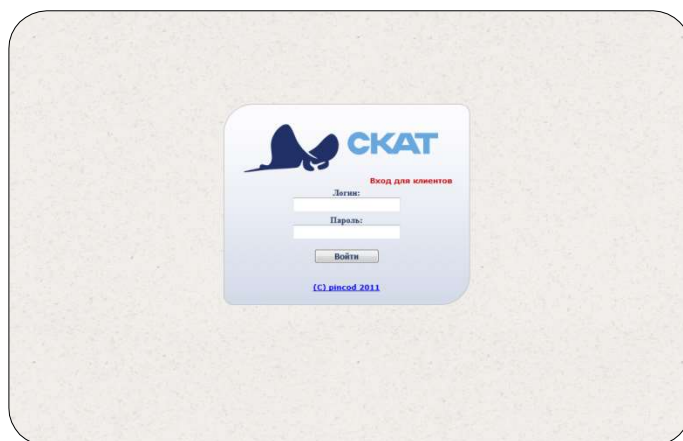 СКАТ
Вход для клиентов
Логин:
Пароль:
Войти
(C) pincod 2011